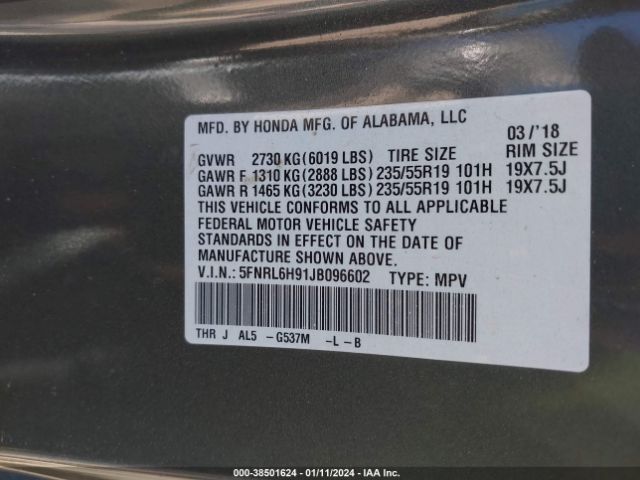 MFD. BY HONDA MFG. OF ALABAMA, LLC
03 /'18
GVWR 2730 KG (6019 LBS) TIRE SIZE RIM SIZE
GAWR F 1310 KG (2888 LBS) 235/55R19 101H 19X7.5J
GAWR R 1465 KG (3230 LBS) 235/55R19 101H 19X7.5J
THIS VEHICLE CONFORMS TO ALL APPLICABLE
FEDERAL MOTOR VEHICLE SAFETY
STANDARDS IN EFFECT ON THE DATE OF
MANUFACTURE SHOWN ABOVE.
V.I.N.: 5FNRL6H91JB096602 TYPE: MPV
THR J AL5 -G537M -L-B
000-38501624 - 01/11/2024 - IAAI.COM